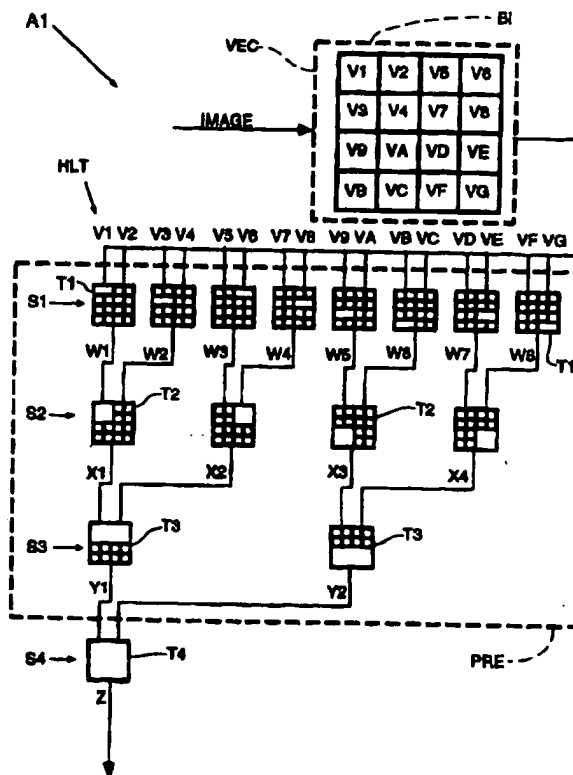 A1
BI
VEC
V1 V2 V5 V6
V3 V4 V7 V8
V9 VA VD VE
VB VC VF VG
IMAGE
HLT
V1 V2 V3 V4 V5 V6 V7 V8 V9 VA VB VC VD VE VF VG
T1
S1
W1 W2 W3 W4 W5 W6 W7 W8
T1
S2 T2 T2
X1 X2 X3 X4
S3 T3 T3
Y1 Y2
S4 T4 PRE
Z